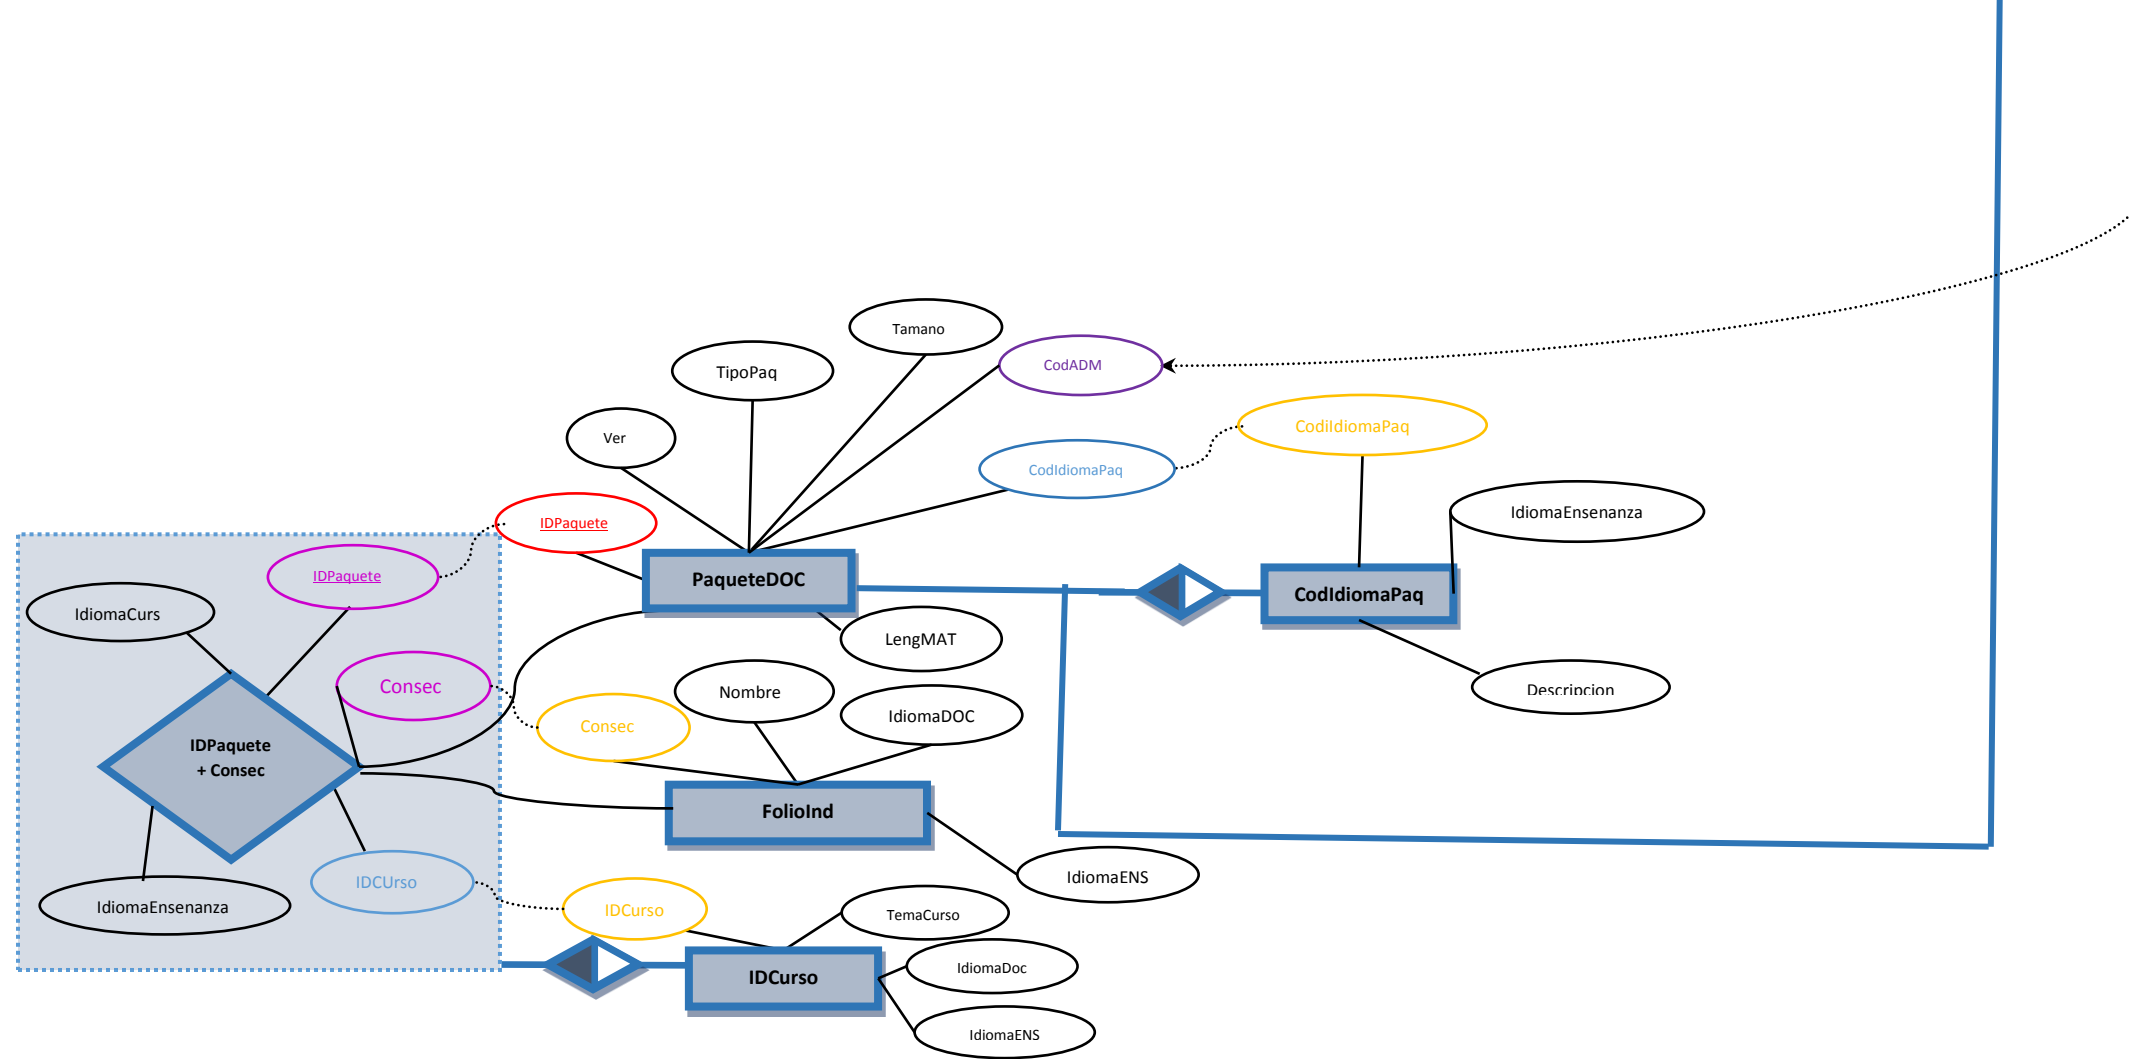 Tamano
TipoPaq
CodADM
Ver
CodiIdiomaPaq
CodIdiomaPaq
IDPaquete
IdiomaEnsenanza
IDPaquete
PaqueteDOC
CodIdiomaPaq
IdiomaCurs
LengMAT
Consec
Nombre
Descripcion
IdiomaDOC
Consec
IDPaquete
+ Consec
FolioInd
IDCUrso
IdiomaENS
IdiomaEnsenanza
IDCurso
TemaCurso
IDCurso
IdiomaDoc
IdiomaENS